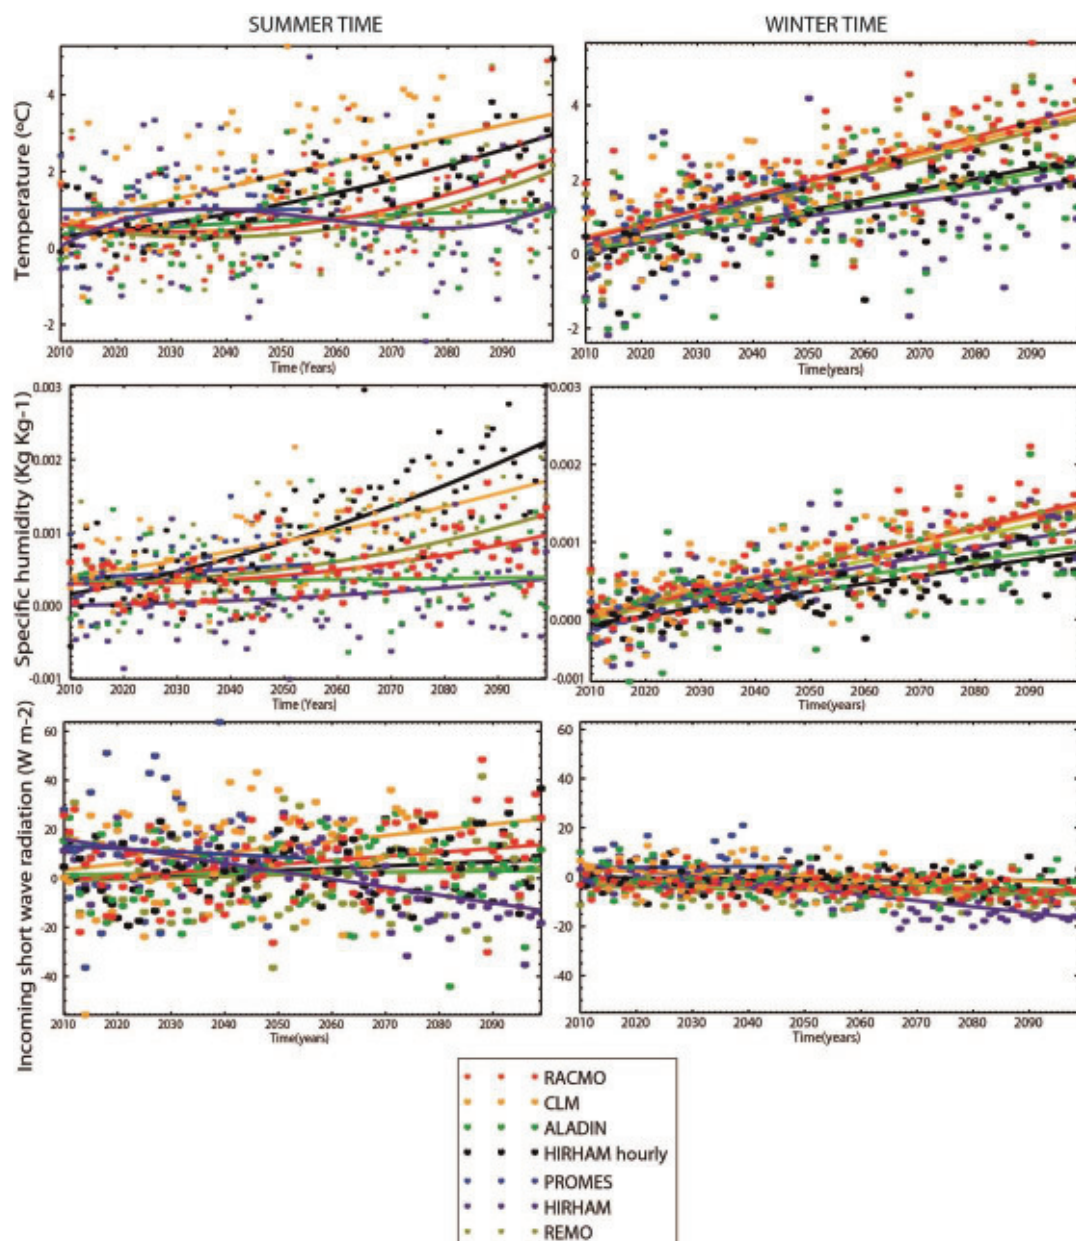 SUMMER TIME
WINTER TIME
Temperature (ºC)
4
2
0
-2
2010 2020 2030 2040 2050 2060 2070 2080 2090
Time (Years)
4
2
0
-2
2010 2020 2030 2040 2050 2060 2070 2080 2090
Time(years)
Specific humidity (Kg Kg-1)
0.003
0.002
0.001
0.000
-0.001
2010 2020 2030 2040 2050 2060 2070 2080 2090
Time (Years)
0.003
0.002
0.001
0.000
-0.001
2010 2020 2030 2040 2050 2060 2070 2080 2090
Time(years)
Incoming short wave radiation (W m-2)
60
40
20
0
-20
-40
2010 2020 2030 2040 2050 2060 2070 2080 2090
Time(years)
60
40
20
0
-20
-40
2010 2020 2030 2040 2050 2060 2070 2080 2090
Time(years)
RACMO
CLM
ALADIN
HIRHAM hourly
PROMES
HIRHAM
REMO